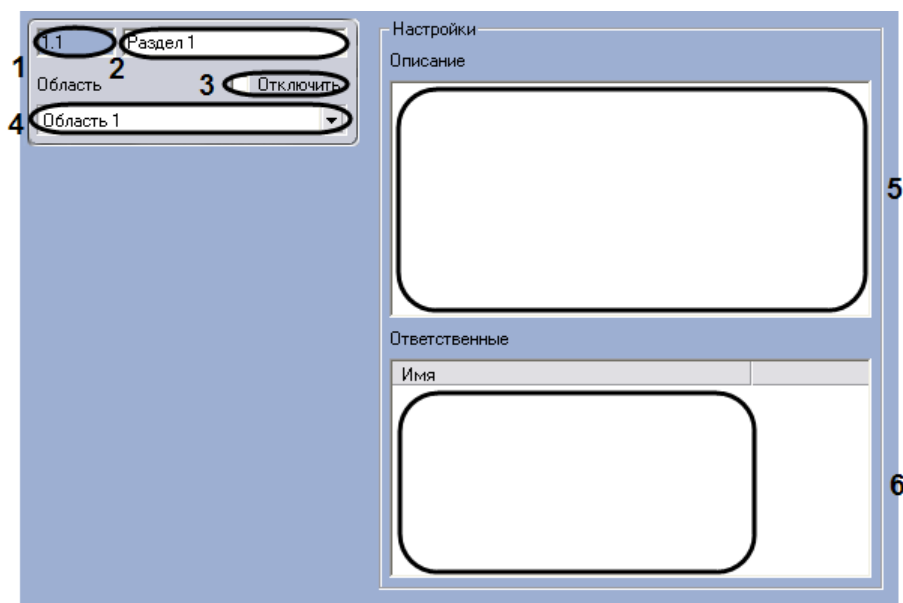 1.1 Раздел 1
1 2
Область 3 Отключить
4 Область 1
Настройки
Описание
5
Ответственные
Имя
6